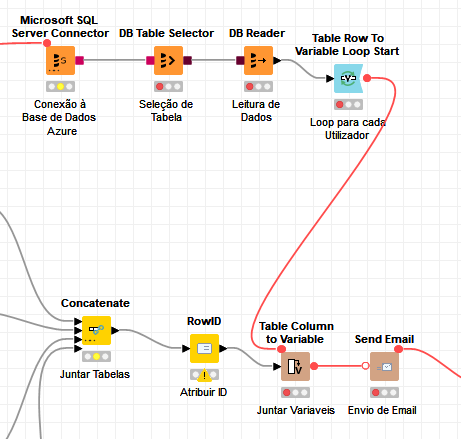 Microsoft SQL
Server Connector
DB Table Selector
DB Reader
Table Row To
Variable Loop Start
S
Conexão à
Base de Dados
Azure
Seleção de
Tabela
Leitura de
Dados
Loop para cada
Utilizador
Concatenate
Juntar Tabelas
RowID
Atribuir ID
Table Column
to Variable
V
Juntar Variaveis
Send Email
Envio de Email